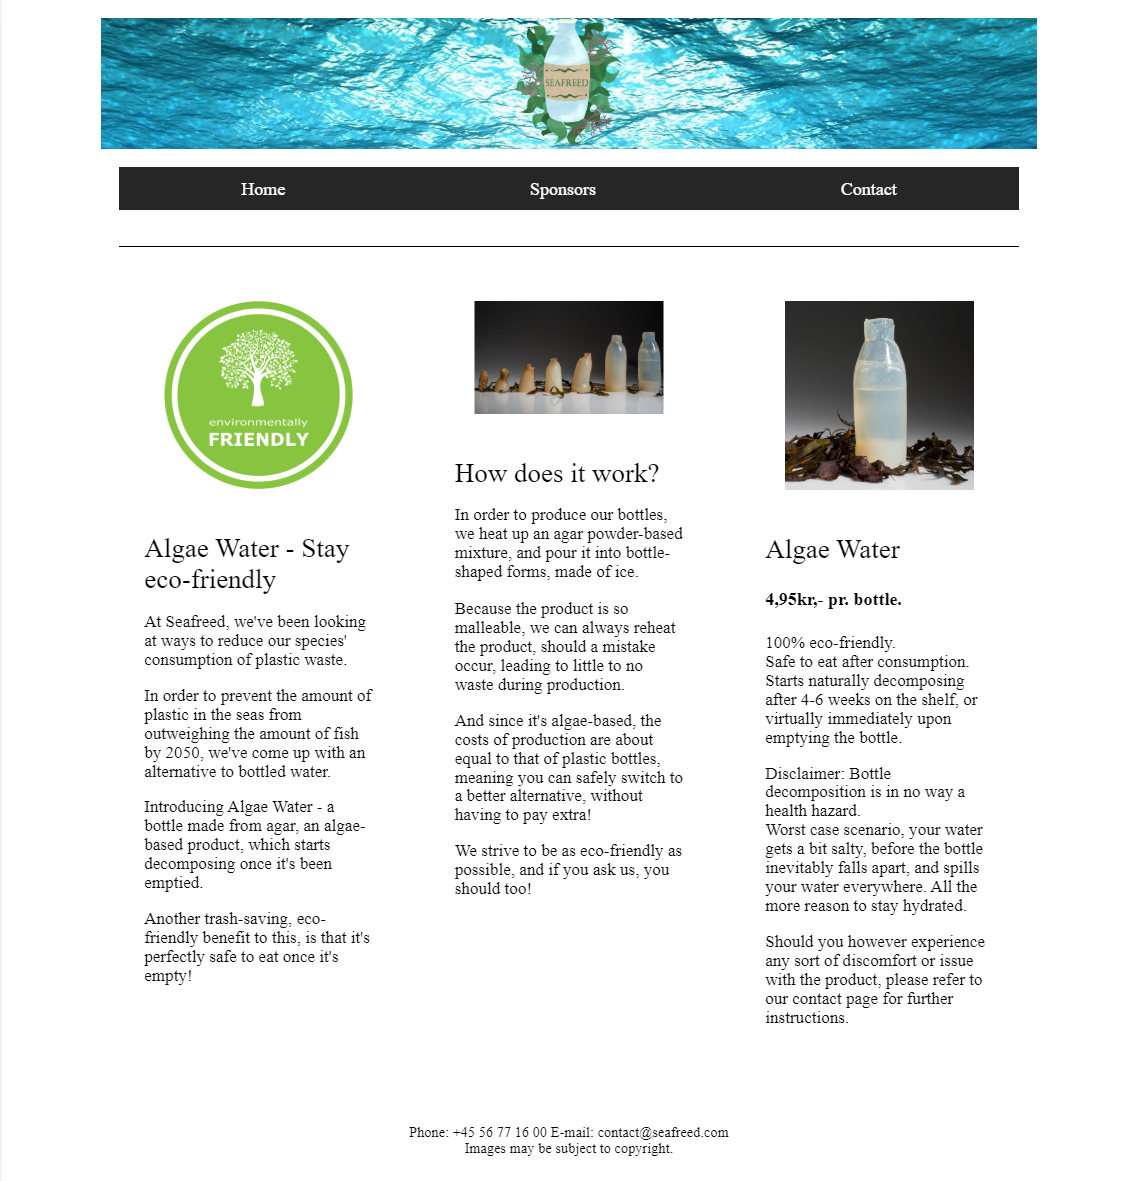 SEAFREED
Home
Sponsors
Contact
environmentally
FRIENDLY
Algae Water - Stay
eco-friendly
At Seafreed, we've been looking
at ways to reduce our species'
consumption of plastic waste.
In order to prevent the amount of
plastic in the seas from
outweighing the amount of fish
by 2050, we've come up with an
alternative to bottled water.
Introducing Algae Water - a
bottle made from agar, an algae-
based product, which starts
decomposing once it's been
emptied.
Another trash-saving, eco-
friendly benefit to this, is that it's
perfectly safe to eat once it's
empty!
How does it work?
In order to produce our bottles,
we heat up an agar powder-based
mixture, and pour it into bottle-
shaped forms, made of ice.
Because the product is so
malleable, we can always reheat
the product, should a mistake
occur, leading to little to no
waste during production.
And since it's algae-based, the
costs of production are about
equal to that of plastic bottles,
meaning you can safely switch to
a better alternative, without
having to pay extra!
We strive to be as eco-friendly as
possible, and if you ask us, you
should too!
Algae Water
4,95kr,- pr. bottle.
100% eco-friendly.
Safe to eat after consumption.
Starts naturally decomposing
after 4-6 weeks on the shelf, or
virtually immediately upon
emptying the bottle.
Disclaimer: Bottle
decomposition is in no way a
health hazard.
Worst case scenario, your water
gets a bit salty, before the bottle
inevitably falls apart, and spills
your water everywhere. All the
more reason to stay hydrated.
Should you however experience
any sort of discomfort or issue
with the product, please refer to
our contact page for further
instructions.
Phone: +45 56 77 16 00 E-mail: contact@seafreed.com
Images may be subject to copyright.